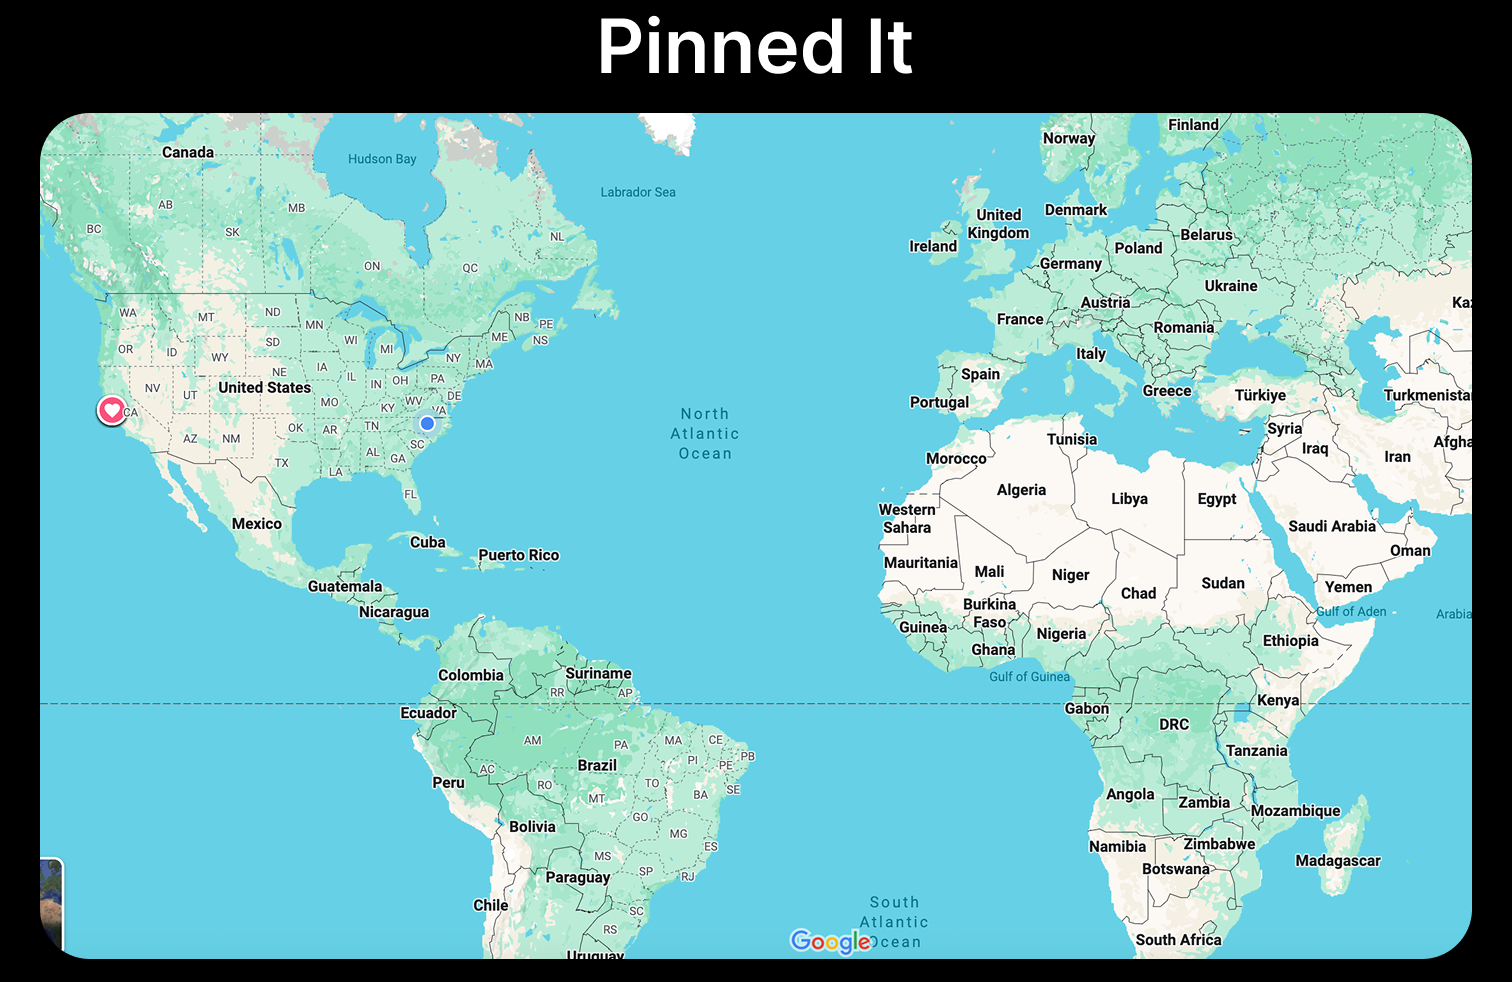 Pinned It
Finland
Norway
Canada
Hudson Bay
Labrador Sea
AB
MB
United
Kingdom
Denmark
BC
SK
NL
Ireland
Belarus
Poland
ON
QC
Germany
Ukraine
Kaz
Austria
WA
MT
ND
MN
NB
PE
France
Romania
OR
ID
WY
SD
WI
MI
ME
NS
Italy
NY
MA
IA
NE
IL
IN
OH
PA
Spain
United States
NV
UT
DE
Greece
Türkiye
Turkmenista
MO
KY
WV
VA
Portugal
CA
North
Atlantic
Ocean
OK
AR
TN
Syria
AZ
NM
SC
Tunisia
Iraq
Afgha
AL
GA
Morocco
Iran
TX
LA
FL
Algeria
Libya
Egypt
Western
Sahara
Mexico
Saudi Arabia
Cuba
Puerto Rico
Oman
Mauritania
Mali
Niger
Guatemala
Chad
Sudan
Yemen
Nicaragua
Burkina
Faso
Gulf of Aden
Arabia
Guinea
Nigeria
Ethiopia
Ghana
Colombia
Suriname
Gulf of Guinea
RR
AP
Kenya
Ecuador
Gabon
DRC
AM
PA
MA
CE
Tanzania
PB
Brazil
PI
PE
AC
Peru
RO
TO
SE
MT
BA
Angola
Zambia
Mozambique
GO
Bolivia
MG
ES
Namibia
Zimbabwe
MS
Madagascar
SP
RJ
Botswana
Paraguay
Chile
SC
South
Atlantic
Ocean
RS
Google
South Africa
Uruguay